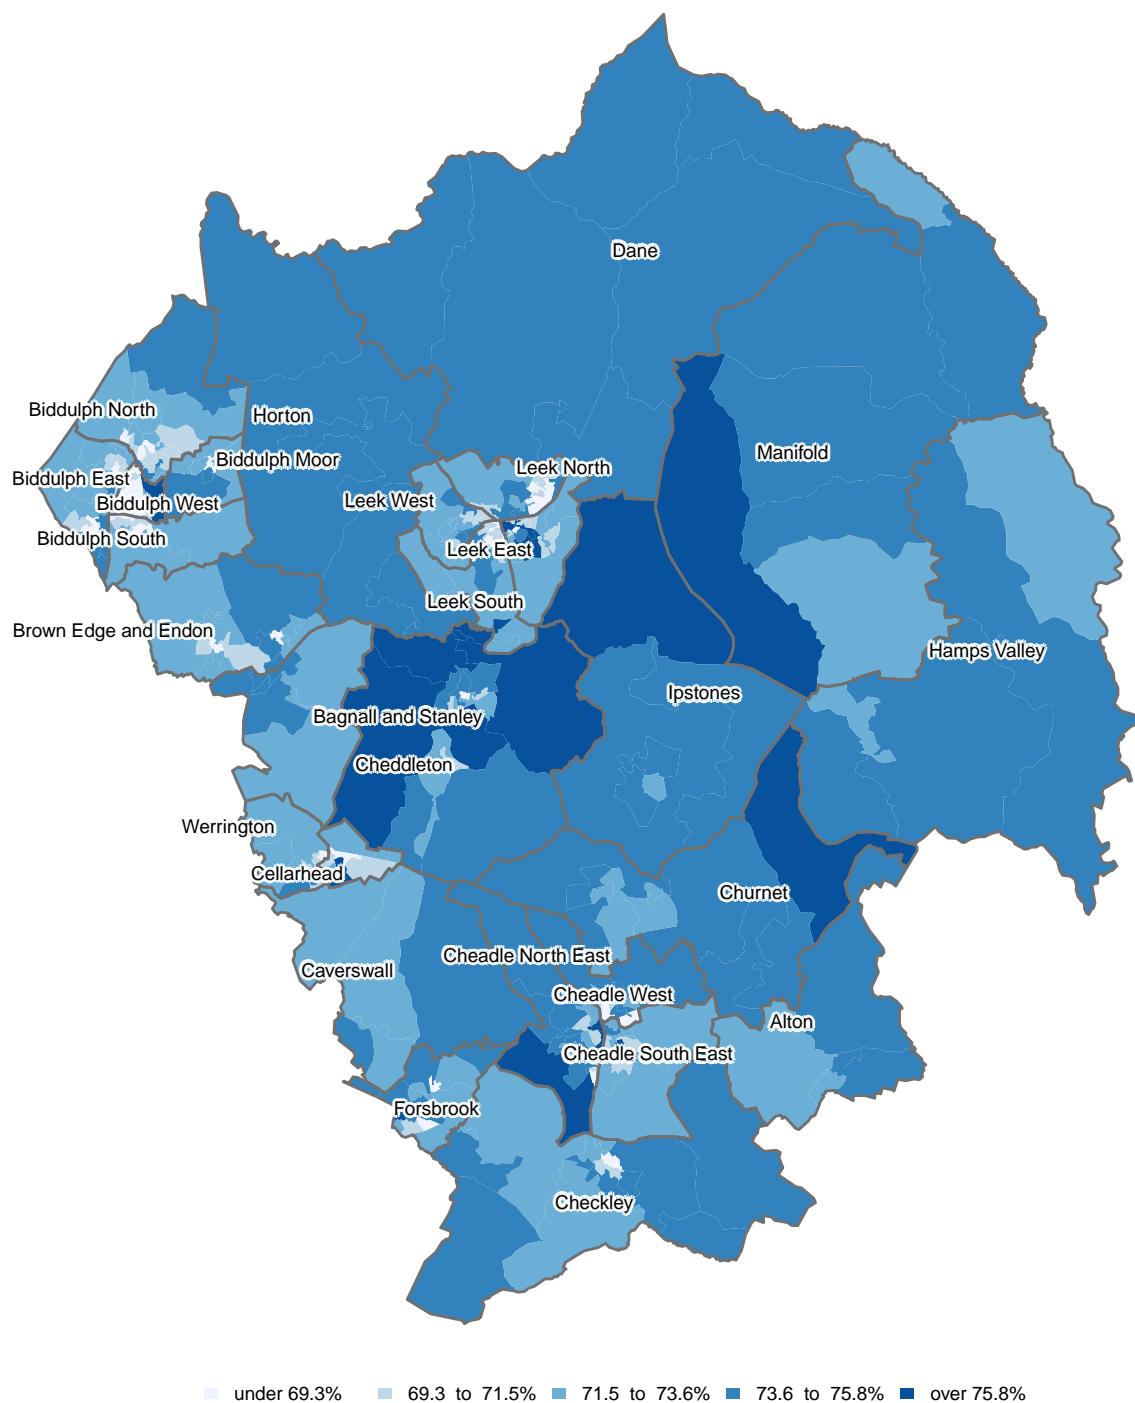 Dane
Biddulph North
Horton
Manifold
Biddulph Moor
Leek North
Biddulph East
Leek West
Biddulph West
Biddulph South
Leek East
Leek South
Brown Edge and Endon
Hamps Valley
Ipstones
Bagnall and Stanley
Cheddleton
Werrington
Cellarhead
Churnet
Cheadle North East
Caverswall
Cheadle West
Alton
Cheadle South East
Forsbrook
Checkley
under 69.3% 69.3 to 71.5% 71.5 to 73.6% 73.6 to 75.8% over 75.8%